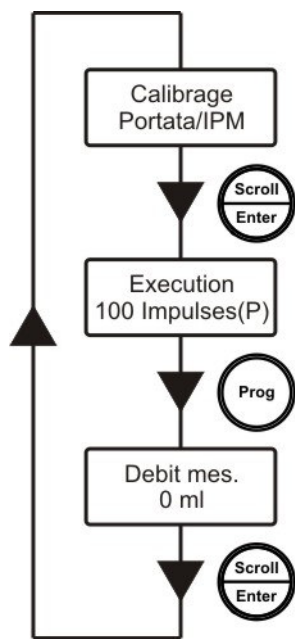 Calibrage
Portata/IPM
Scroll
Enter
Execution
100 Impulses(P)
Prog
Debit mes.
0 ml
Scroll
Enter